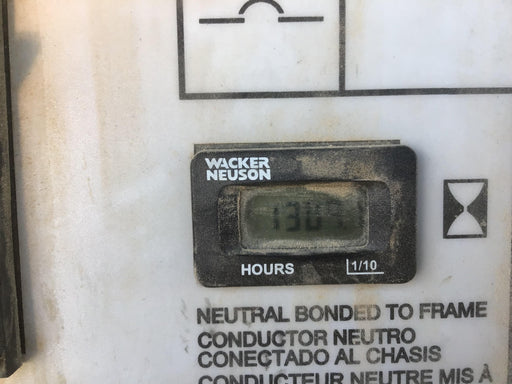 WACKER
NEUSON
HOURS 1/10
NEUTRAL BONDED TO FRAME
CONDUCTOR NEUTRO
CONECTADO AL CHASIS
CONDUCTEUR NEUTRE MIS À